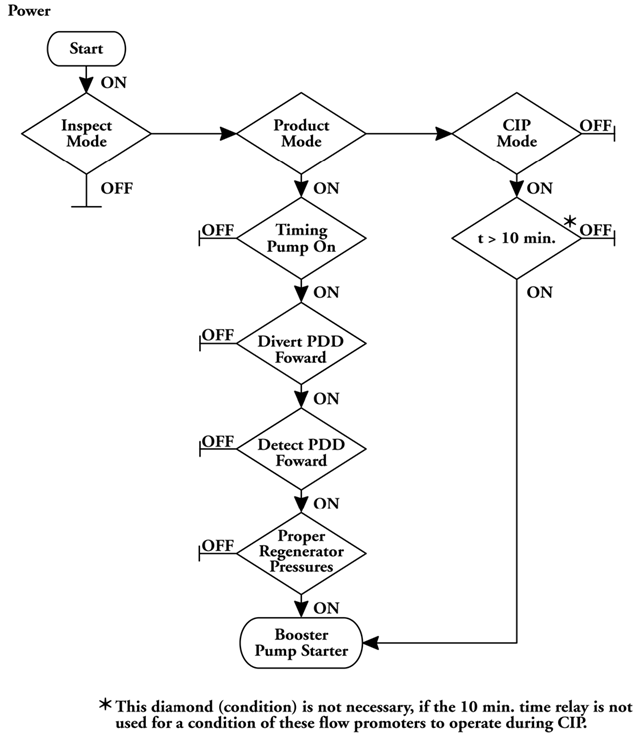 Power
Start
ON
Inspect
Mode
OFF
Product
Mode
ON
CIP
Mode
OFF
ON
OFF
Timing
Pump On
ON
t > 10 min.
*
OFF
ON
OFF
Divert PDD
Foward
ON
OFF
Detect PDD
Foward
ON
OFF
Proper
Regenerator
Pressures
ON
Booster
Pump Starter
* This diamond (condition) is not necessary, if the 10 min. time relay is not
used for a condition of these flow promoters to operate during CIP.